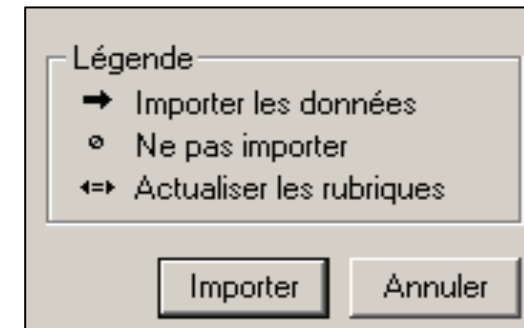 Légende
Importer les données
Ne pas importer
Actualiser les rubriques
Importer Annuler